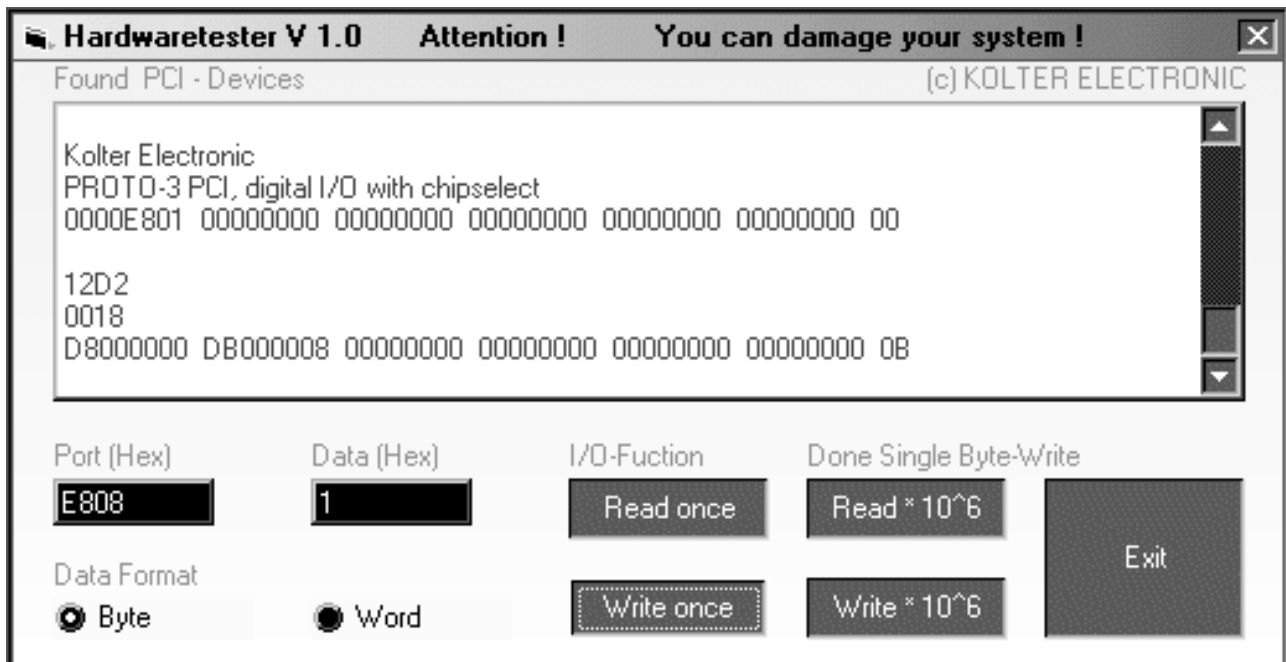 Hardwaretester V 1.0 Attention ! You can damage your system !
Found PCI - Devices (c) KOLTER ELECTRONIC
Kolter Electronic
PROTO-3 PCI, digital I/O with chipselect
0000E801 00000000 00000000 00000000 00000000 00000000 00
12D2
0018
D8000000 DB000008 00000000 00000000 00000000 00000000 0B
Port (Hex) Data (Hex) I/O-Fuction Done Single Byte-Write
E808 1 Read once Read * 10^6
Exit
Data Format
Byte Word Write once Write * 10^6